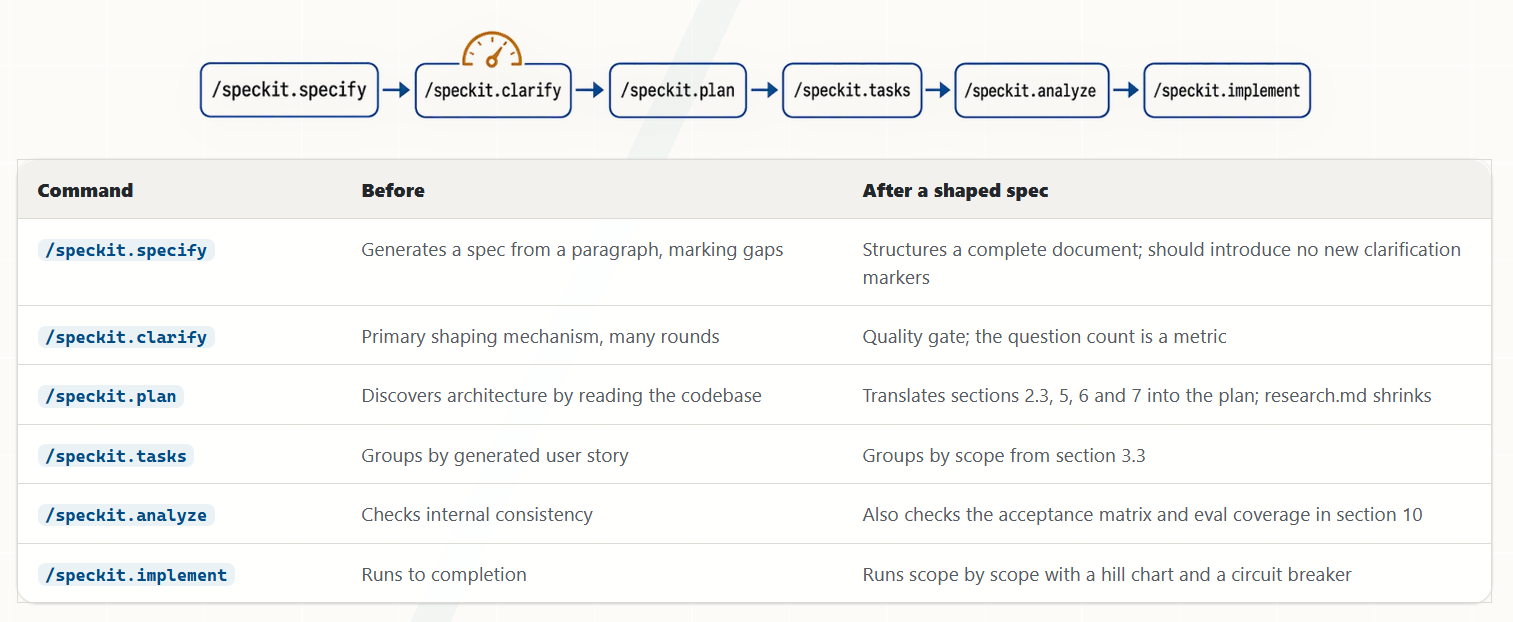 /speckit.specify
/speckit.clarify
/speckit.plan
/speckit.tasks
/speckit.analyze
/speckit.implement
Command Before After a shaped spec
/speckit.specify Generates a spec from a paragraph, marking gaps Structures a complete document; should introduce no new clarification
markers
/speckit.clarify Primary shaping mechanism, many rounds Quality gate; the question count is a metric
/speckit.plan Discovers architecture by reading the codebase Translates sections 2.3, 5, 6 and 7 into the plan; research.md shrinks
/speckit.tasks Groups by generated user story Groups by scope from section 3.3
/speckit.analyze Checks internal consistency Also checks the acceptance matrix and eval coverage in section 10
/speckit.implement Runs to completion Runs scope by scope with a hill chart and a circuit breaker